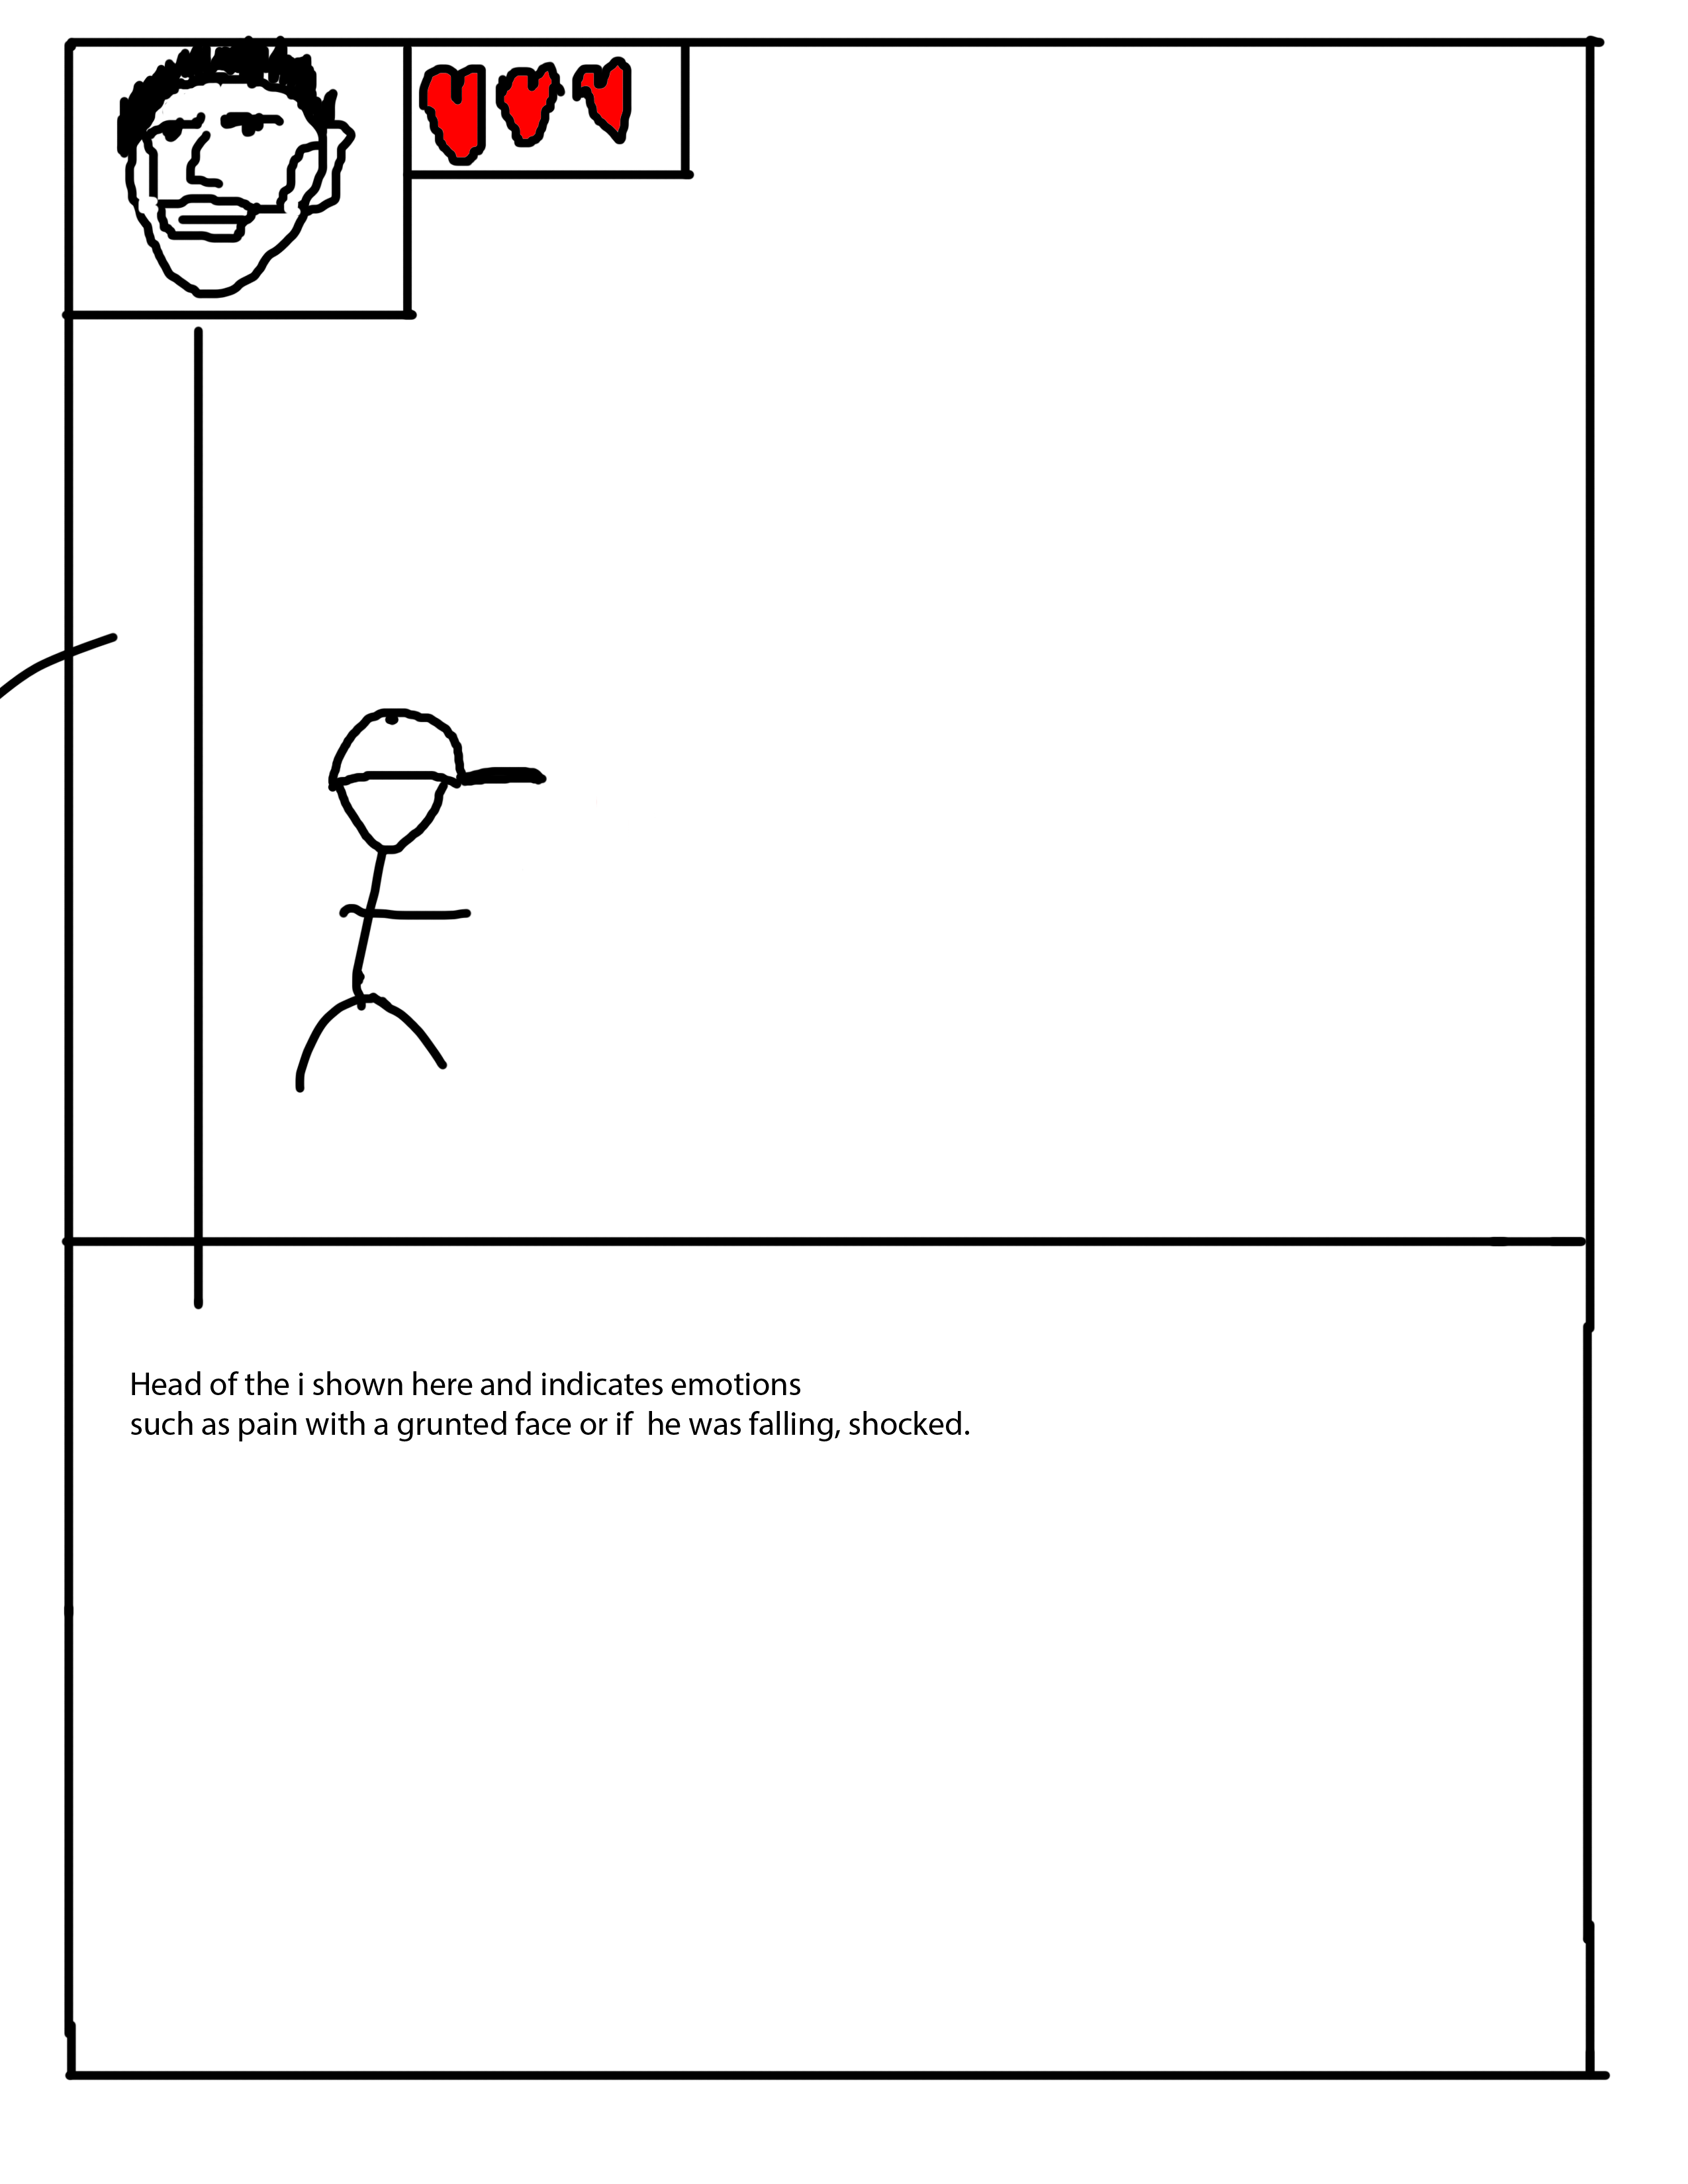 Head of the i shown here and indicates emotions
such as pain with a grunted face or if  he was falling, shocked.